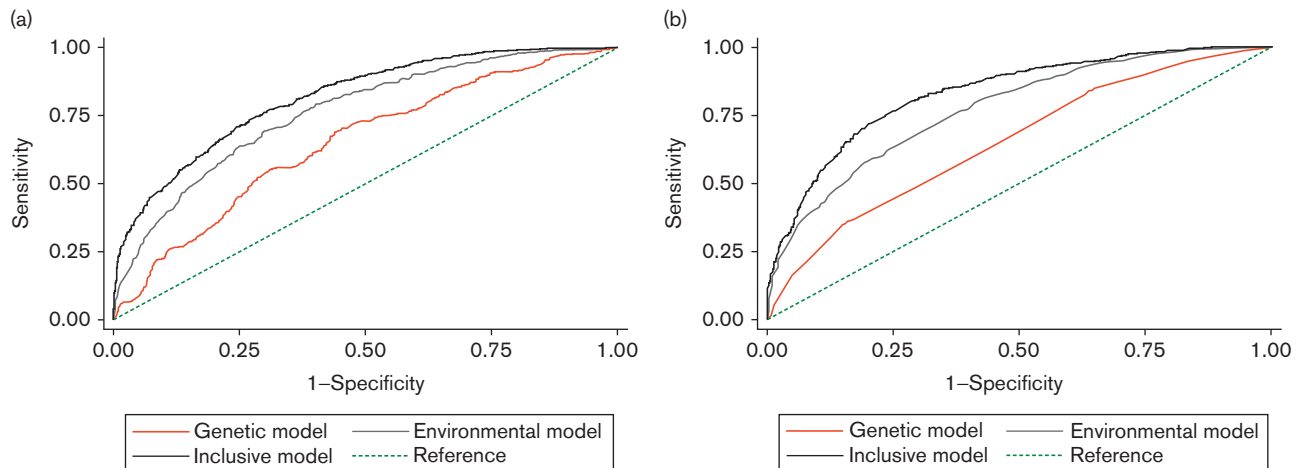 (a)
1.00
0.75
0.50
0.25
0.00
Sensitivity
0.00 0.25 0.50 0.75 1.00
1–Specificity
Genetic model Environmental model
Inclusive model Reference
(b)
1.00
0.75
0.50
0.25
0.00
Sensitivity
0.00 0.25 0.50 0.75 1.00
1–Specificity
Genetic model Environmental model
Inclusive model Reference